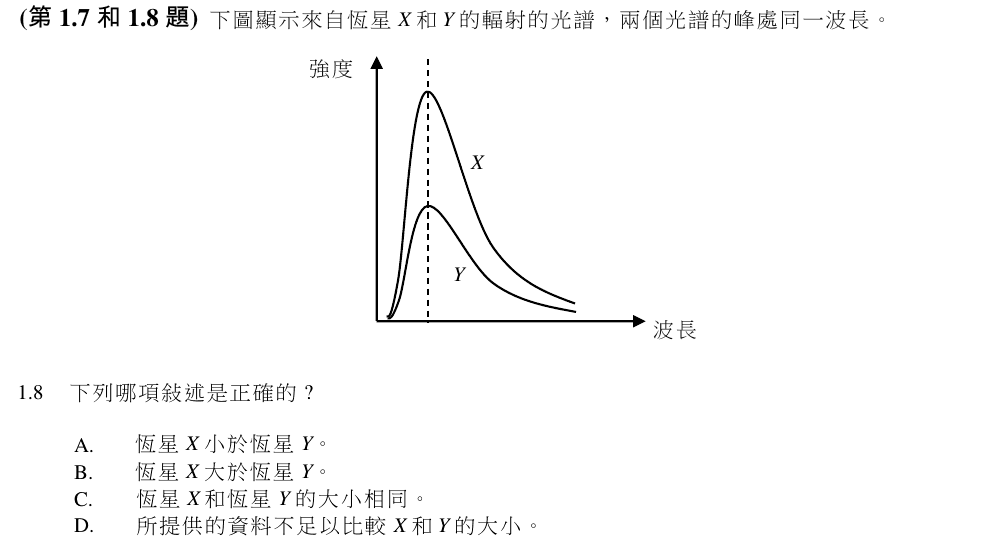 (第 1.7 和 1.8 題) 下圖顯示來自恆星 X 和 Y 的輻射的光譜，兩個光譜的峰處同一波長。
強度
X
Y
波長
1.8 下列哪項敍述是正確的？
A. 恆星 X 小於恆星 Y。
B. 恆星 X 大於恆星 Y。
C. 恆星 X 和恆星 Y 的大小相同。
D. 所提供的資料不足以比較 X 和 Y 的大小。